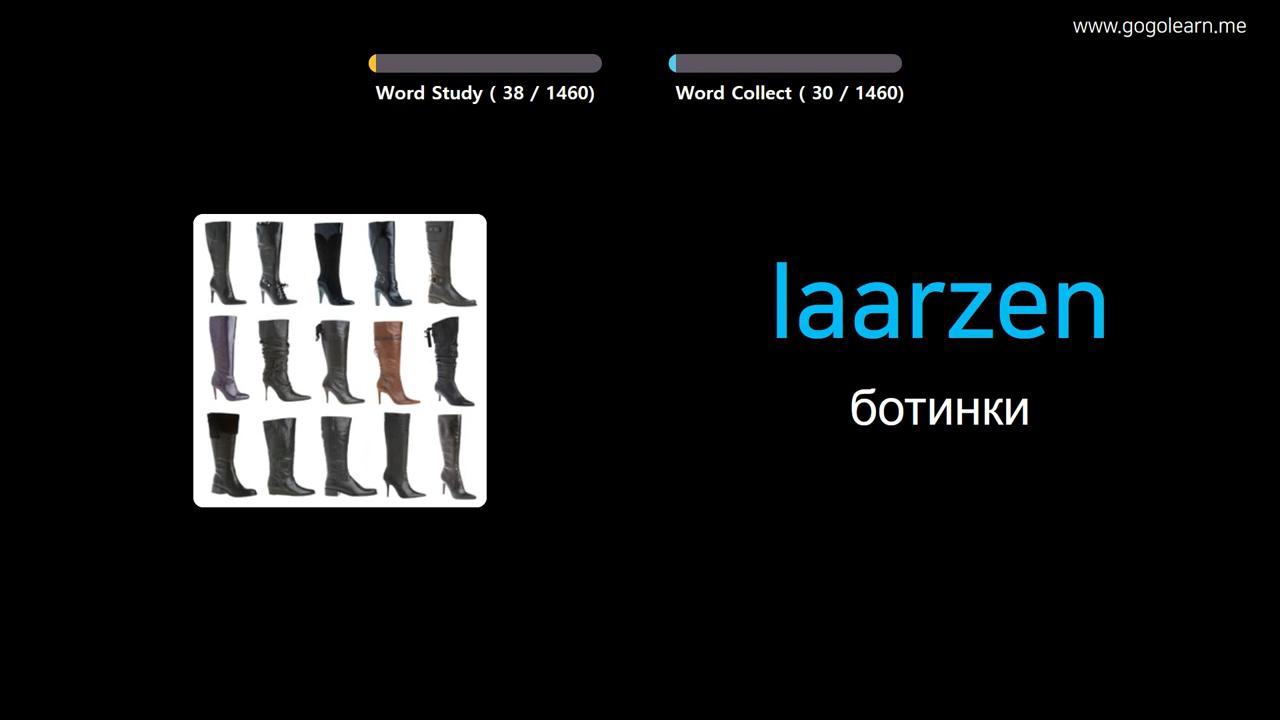 www.gogolearn.me
Word Study ( 38 / 1460)
Word Collect ( 30 / 1460)
laarzen
ботинки